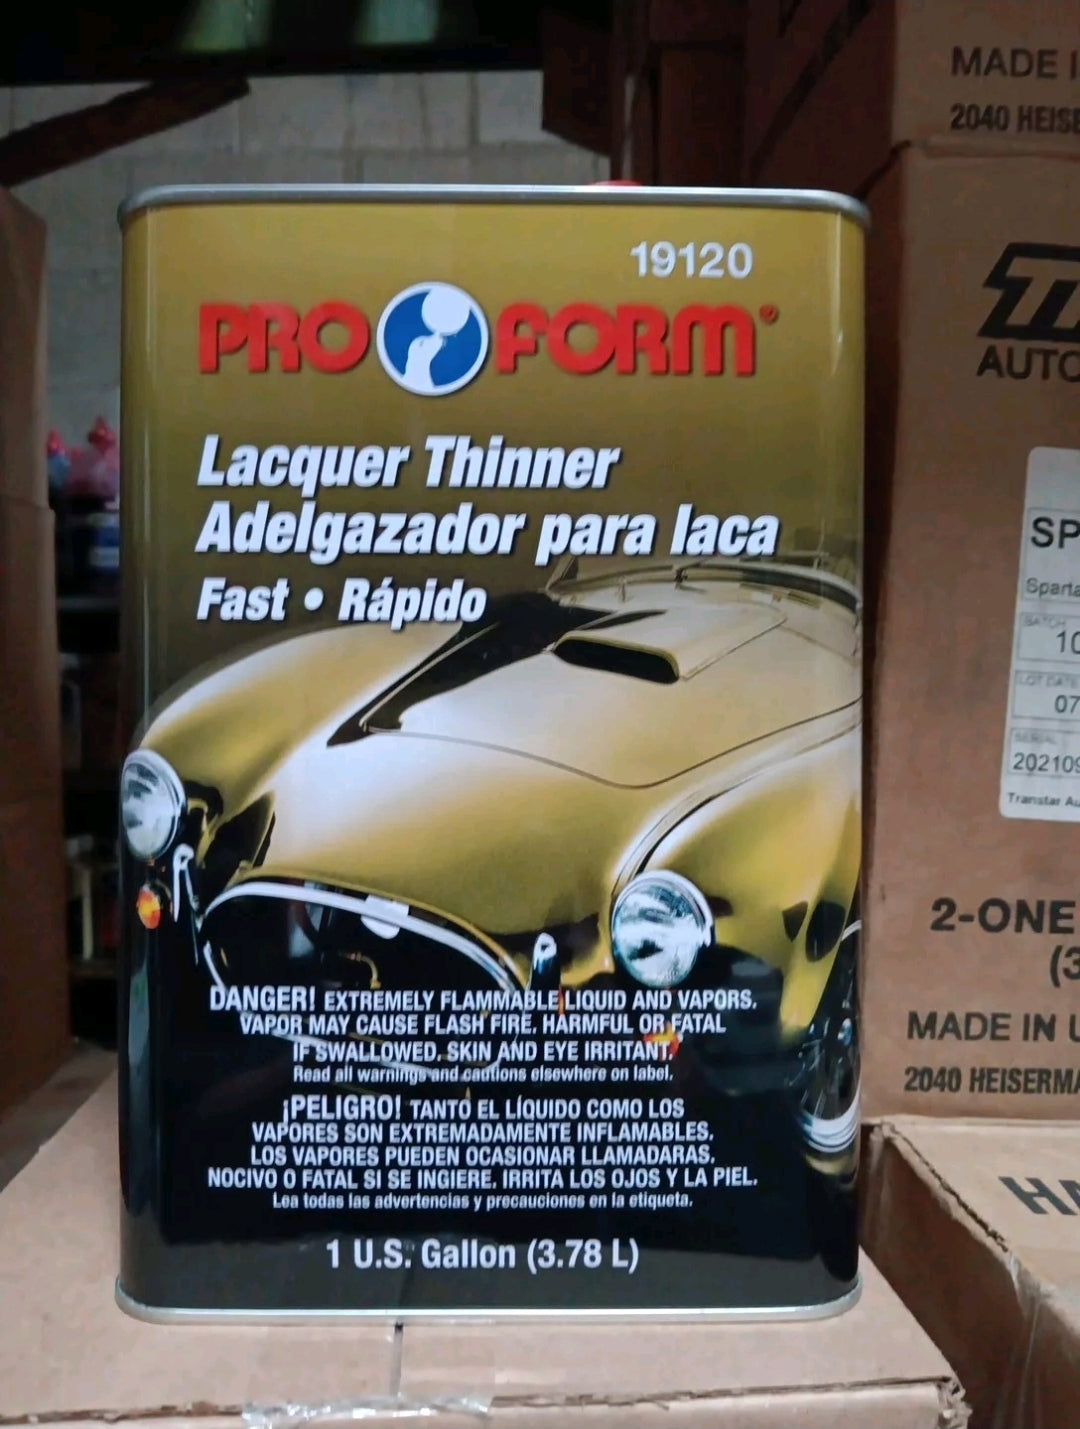 19120
PRO FORM®
Lacquer Thinner
Adelgazador para laca
Fast • Rápido
DANGER! EXTREMELY FLAMMABLE LIQUID AND VAPORS.
VAPOR MAY CAUSE FLASH FIRE. HARMFUL OR FATAL
IF SWALLOWED. SKIN AND EYE IRRITANT.
Read all warnings and cautions elsewhere on label.
¡PELIGRO! TANTO EL LÍQUIDO COMO LOS
VAPORES SON EXTREMADAMENTE INFLAMABLES.
LOS VAPORES PUEDEN OCASIONAR LLAMADARAS.
NOCIVO O FATAL SI SE INGIERE. IRRITA LOS OJOS Y LA PIEL.
Lea todas las advertencias y precauciones en la etiqueta.
1 U.S. Gallon (3.78 L)
MADE
2040
AUTO
SP
Sparta
BATCH
10
LOT DATE
07
SERIAL
202109
Transtar Au
2-ONE
(3
MADE IN U
2040 HEISERMA
HA